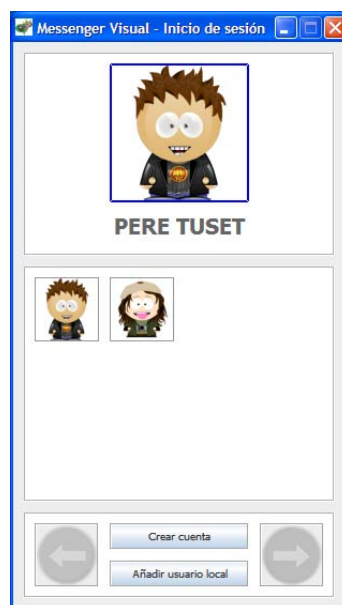 Messenger Visual - Inicio de sesión
PERE TUSET
Crear cuenta
Añadir usuario local